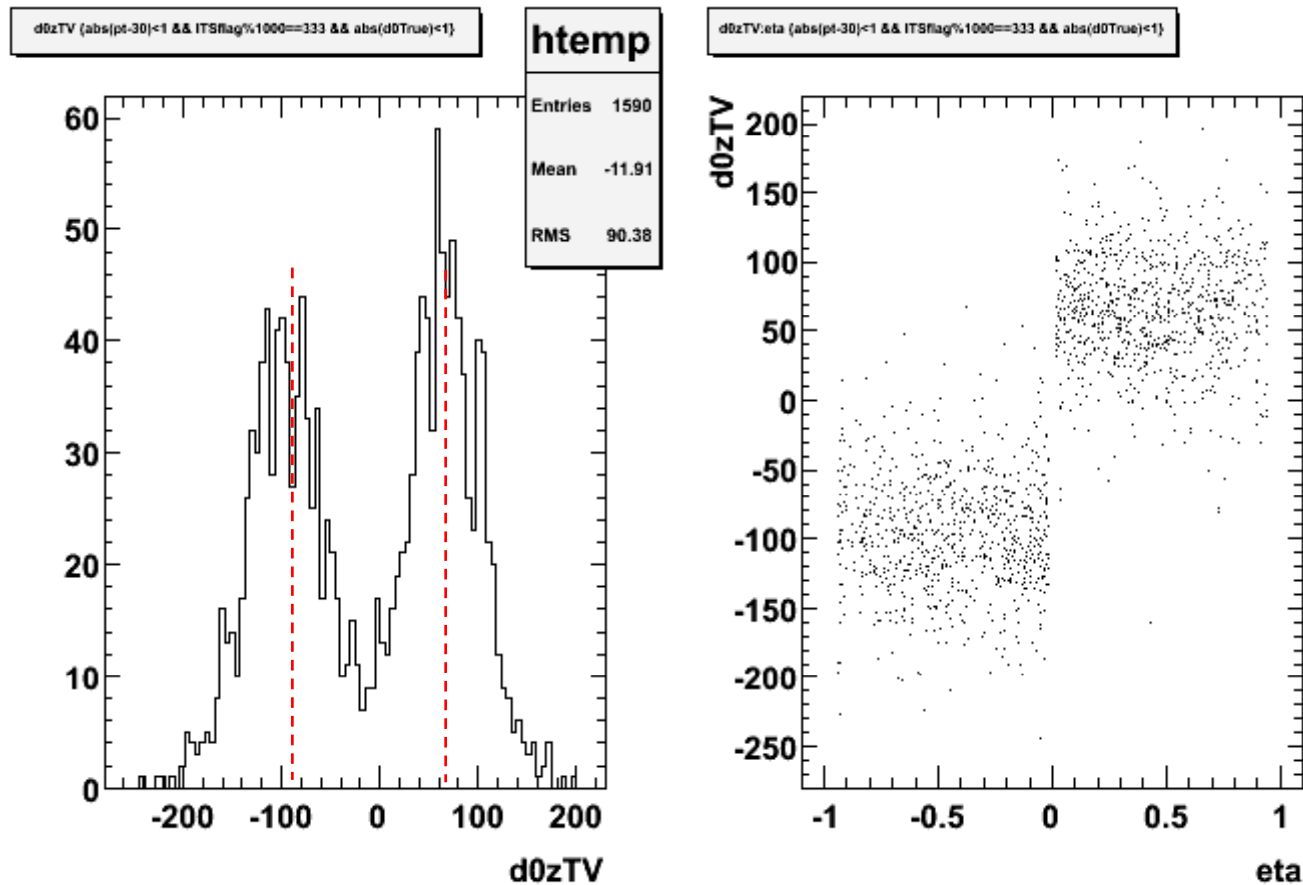 d0zTV {abs(pt-30)<1 && ITSflag%1000==333 && abs(d0True)<1}
htemp
Entries 1590
Mean -11.91
RMS 90.38
60
50
40
30
20
10
0
-200 -100 0 100 200
d0zTV
d0zTV:eta {abs(pt-30)<1 && ITSflag%1000==333 && abs(d0True)<1}
d0zTV
200
150
100
50
0
-50
-100
-150
-200
-250
-1 -0.5 0 0.5 1
eta